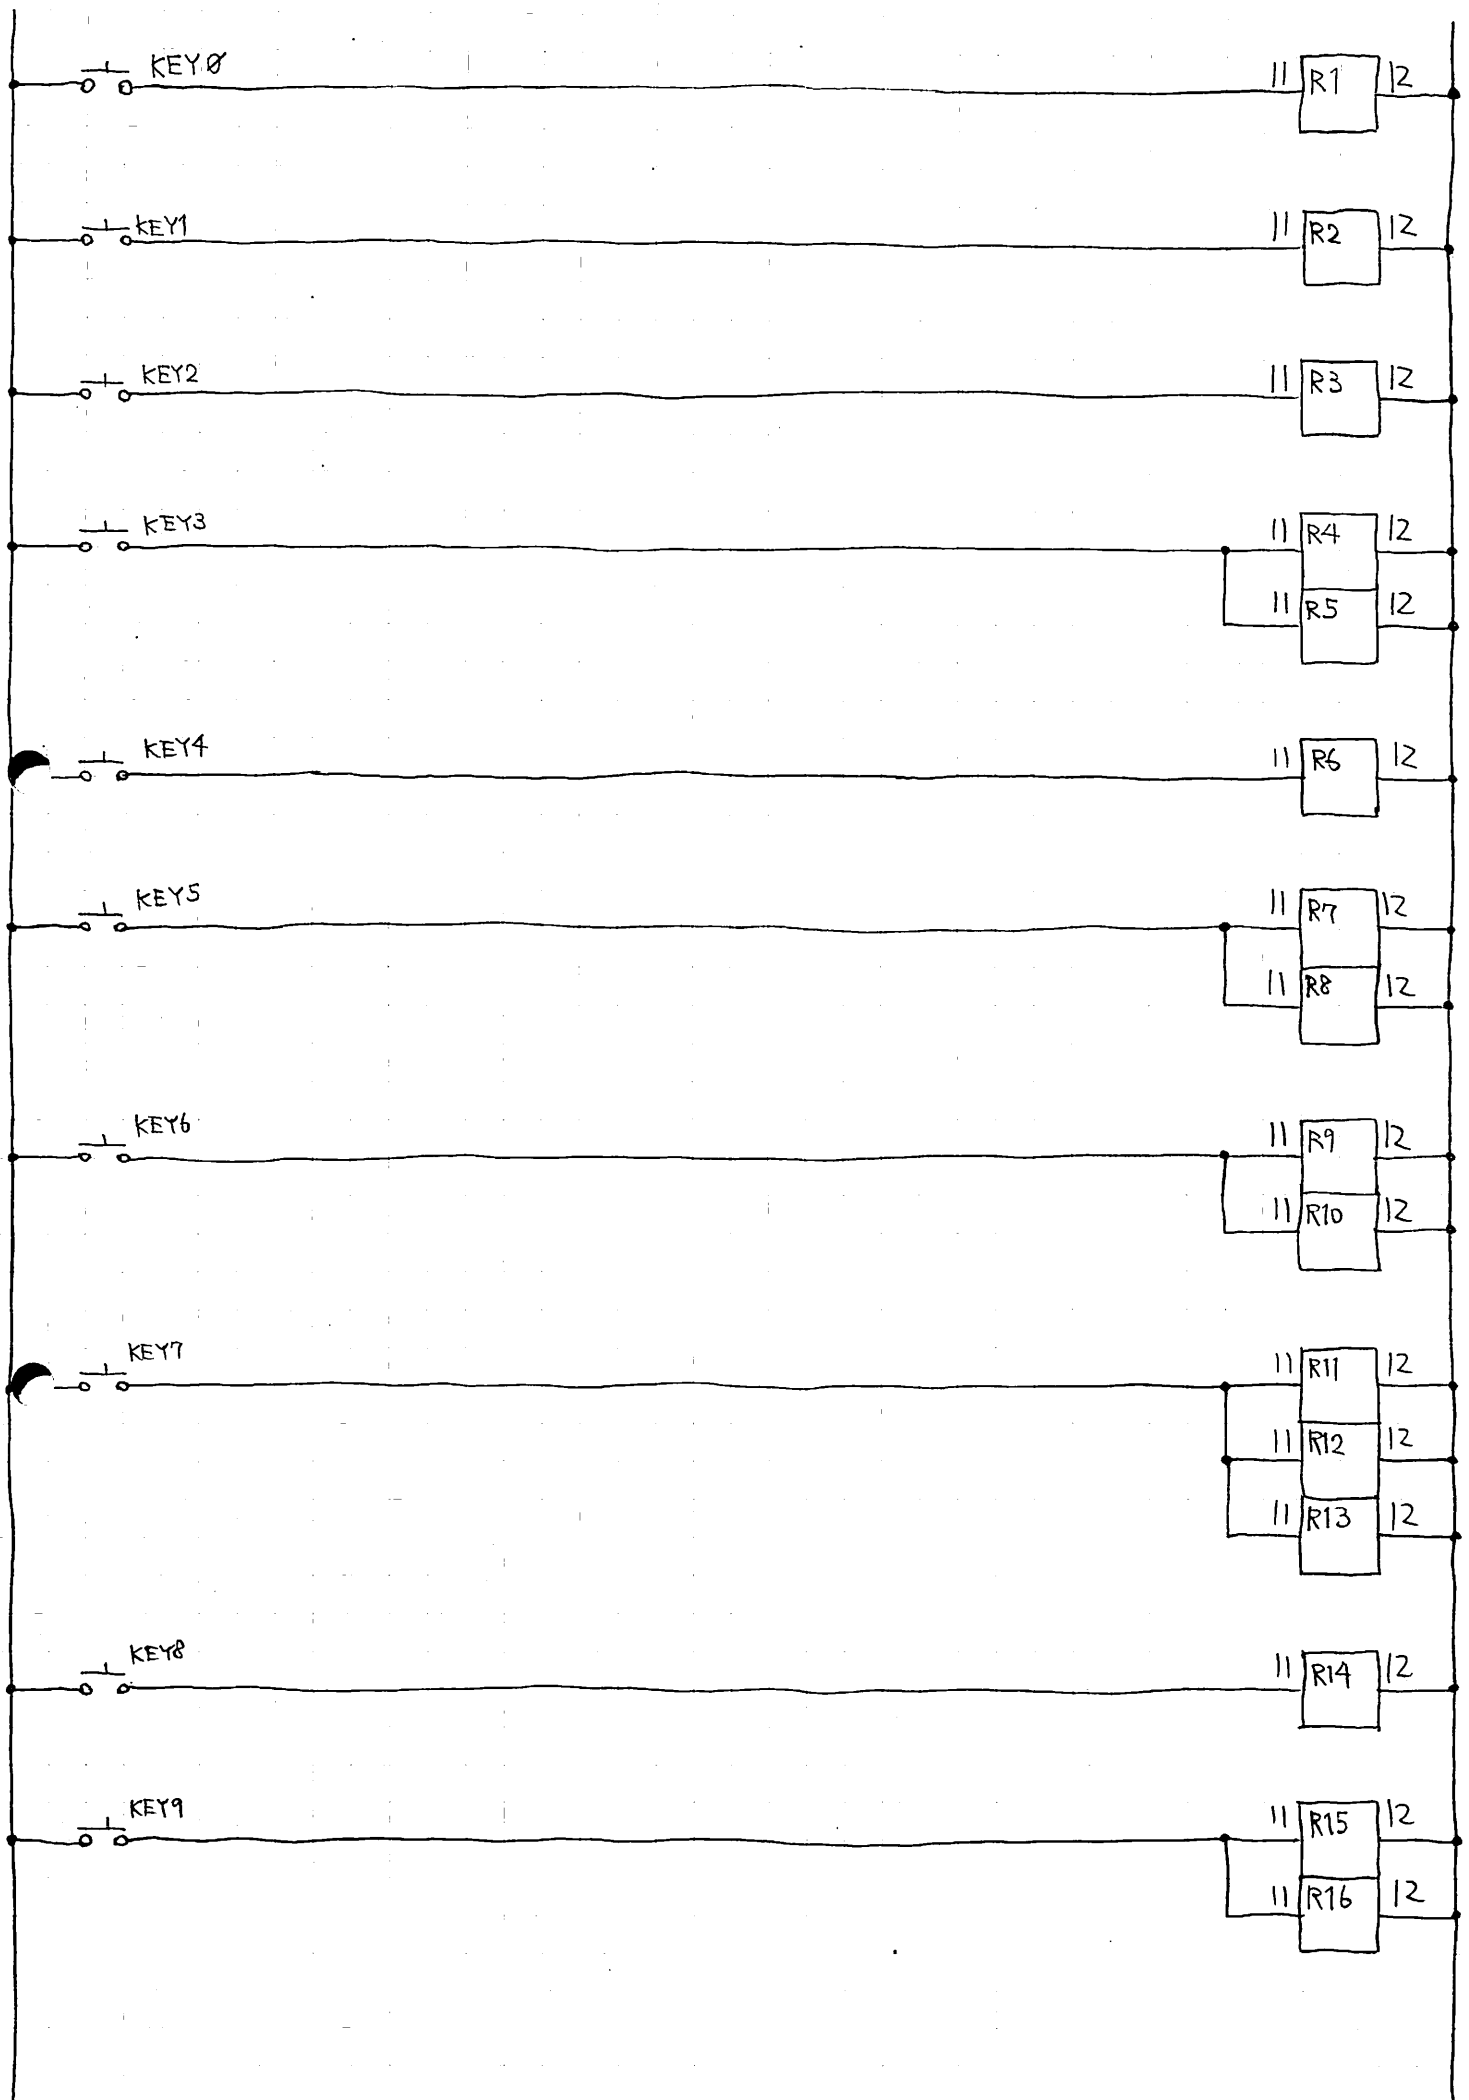 KEY0 11 R1 12
KEY1 11 R2 12
KEY2 11 R3 12
KEY3 11 R4 12
11 R5 12
KEY4 11 R6 12
KEY5 11 R7 12
11 R8 12
KEY6 11 R9 12
11 R10 12
KEY7 11 R11 12
11 R12 12
11 R13 12
KEY8 11 R14 12
KEY9 11 R15 12
11 R16 12